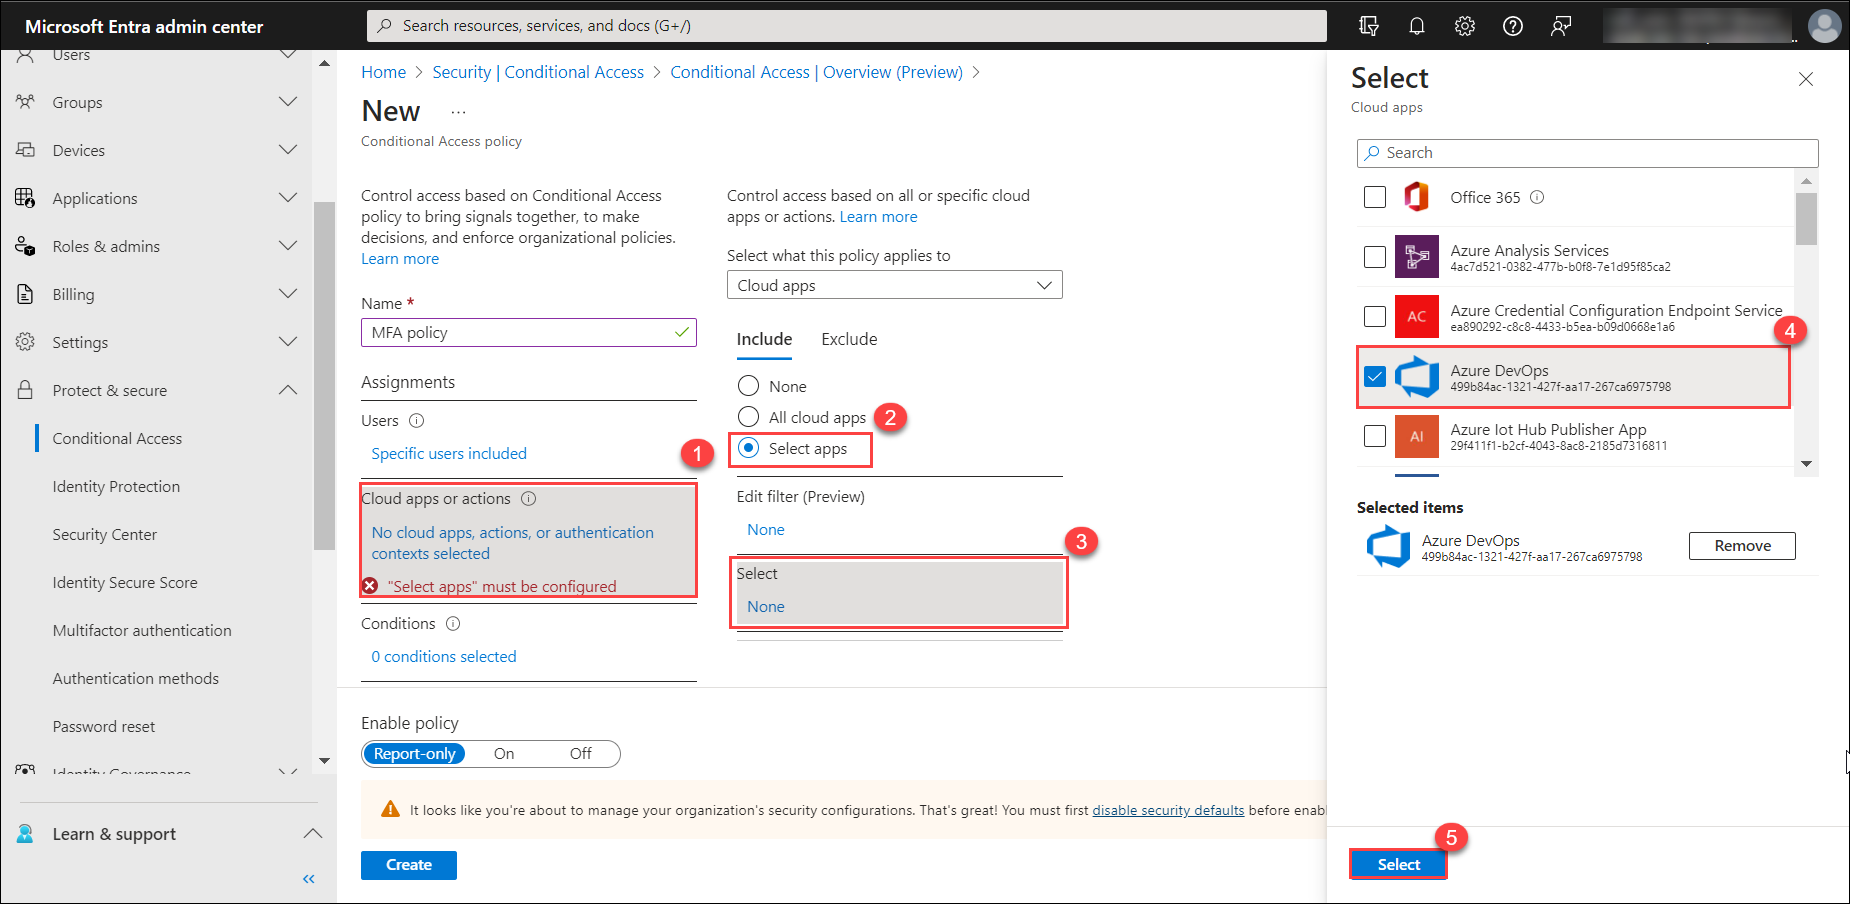 Microsoft Entra admin center
Search resources, services, and docs (G+/)
Users
Groups
Devices
Applications
Roles & admins
Billing
Settings
Protect & secure
Conditional Access
Identity Protection
Security Center
Identity Secure Score
Multifactor authentication
Authentication methods
Password reset
Identity Governance
Learn & support
«
Home > Security | Conditional Access > Conditional Access | Overview (Preview) >
New ...
Conditional Access policy
Control access based on Conditional Access
policy to bring signals together, to make
decisions, and enforce organizational policies.
Learn more
Name *
MFA policy
Assignments
Users
Specific users included
1
Cloud apps or actions
No cloud apps, actions, or authentication
contexts selected
"Select apps" must be configured
Conditions
0 conditions selected
Control access based on all or specific cloud
apps or actions. Learn more
Select what this policy applies to
Cloud apps
Include Exclude
None
All cloud apps
2
Select apps
Edit filter (Preview)
None
3
Select
None
Enable policy
Report-only On Off
It looks like you're about to manage your organization's security configurations. That's great! You must first disable security defaults before enabl
Create
Select
Cloud apps
Search
Office 365
Azure Analysis Services
4ac7d521-0382-477b-b0f8-7e1d95f85ca2
AC
Azure Credential Configuration Endpoint Service
ea890292-c8c8-4433-b5ea-b09d0668e1a6
4
Azure DevOps
499b84ac-1321-427f-aa17-267ca6975798
AI
Azure Iot Hub Publisher App
29f411f1-b2cf-4043-8ac8-2185d7316811
Selected items
Azure DevOps
499b84ac-1321-427f-aa17-267ca6975798
Remove
5
Select